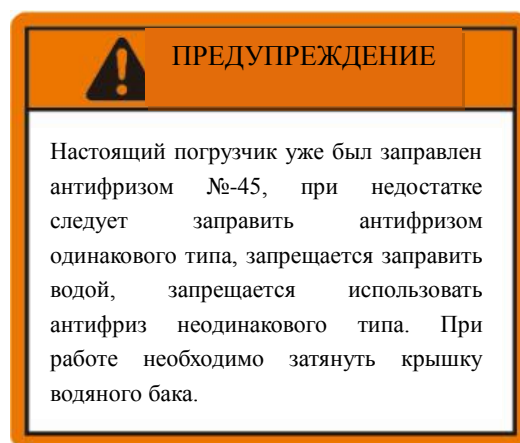 ПРЕДУПРЕЖДЕНИЕ
Настоящий погрузчик уже был заправлен
антифризом №-45, при недостатке
следует заправить антифризом
одинакового типа, запрещается заправить
водой, запрещается использовать
антифриз неодинакового типа. При
работе необходимо затянуть крышку
водяного бака.